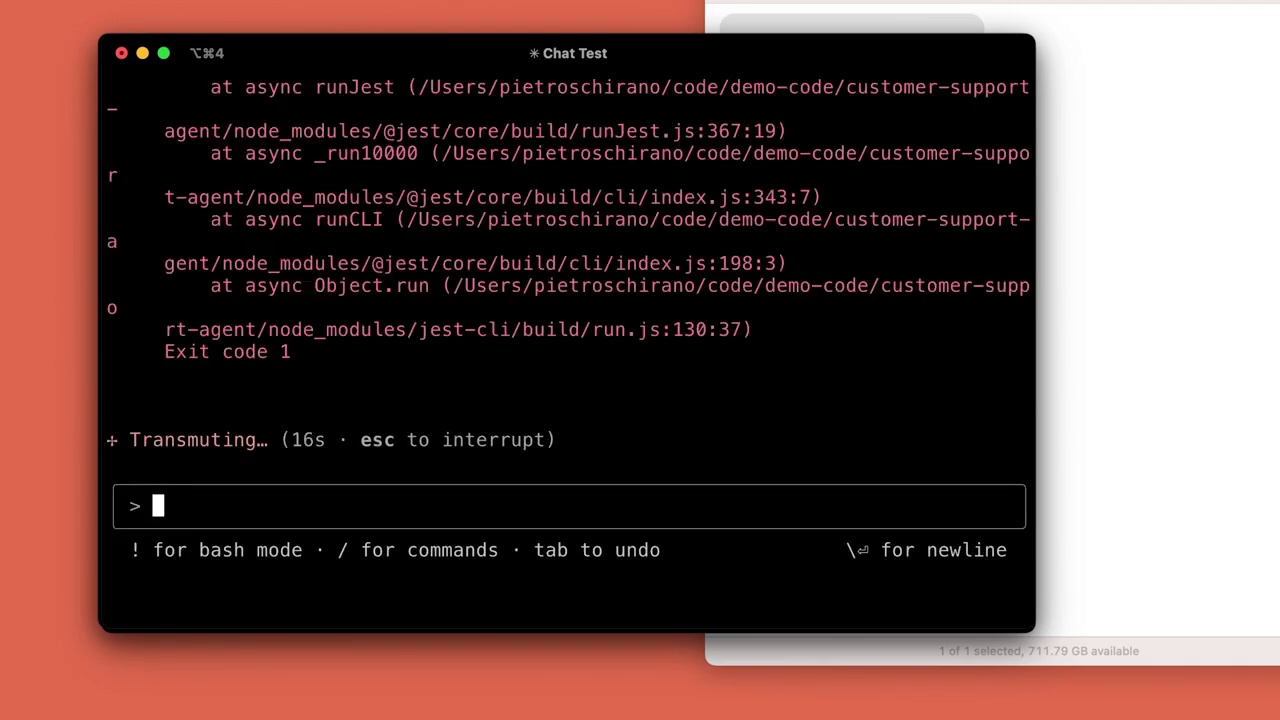 ⌥⌘4
✳ Chat Test
at async runJest (/Users/pietroschirano/code/demo-code/customer-support
–
agent/node_modules/@jest/core/build/runJest.js:367:19)
at async _run10000 (/Users/pietroschirano/code/demo-code/customer-suppo
r
t-agent/node_modules/@jest/core/build/cli/index.js:343:7)
at async runCLI (/Users/pietroschirano/code/demo-code/customer-support-
a
gent/node_modules/@jest/core/build/cli/index.js:198:3)
at async Object.run (/Users/pietroschirano/code/demo-code/customer-supp
o
rt-agent/node_modules/jest-cli/build/run.js:130:37)
Exit code 1
✢ Transmuting… (16s · esc to interrupt)
>
! for bash mode · / for commands · tab to undo
\⏎ for newline
1 of 1 selected, 711.79 GB available